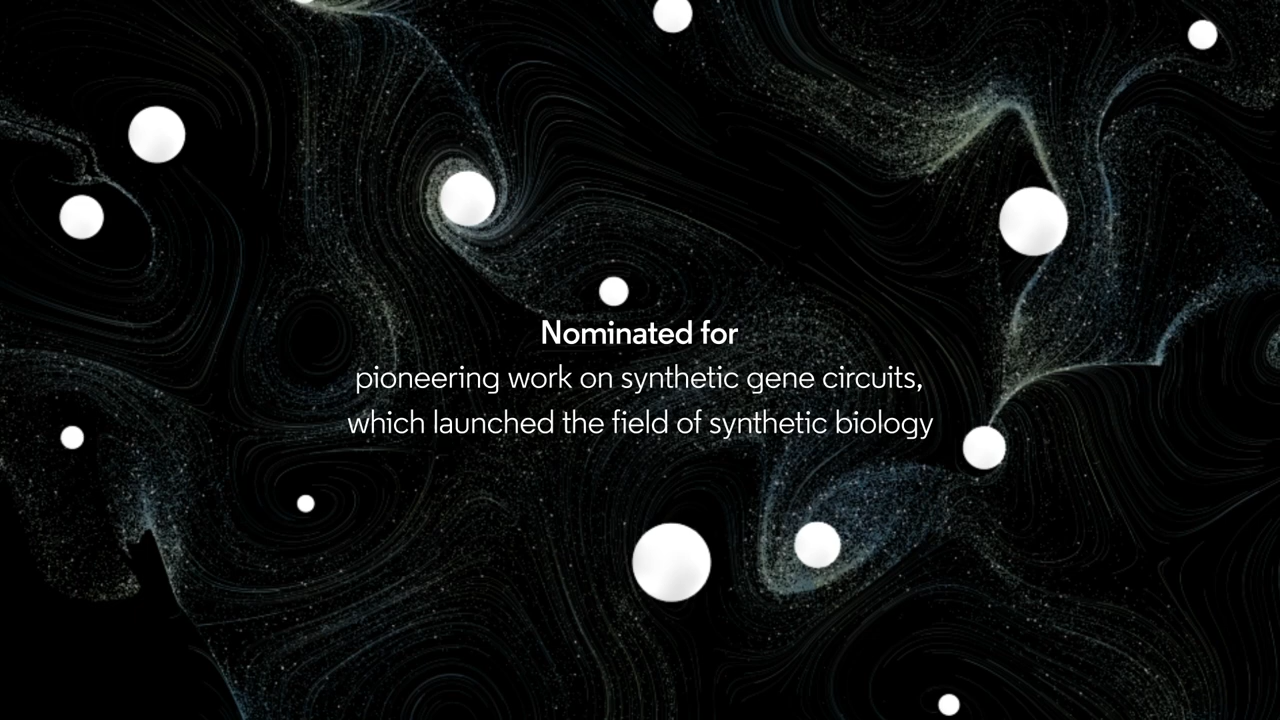 Nominated for
pioneering work on synthetic gene circuits,
which launched the field of synthetic biology